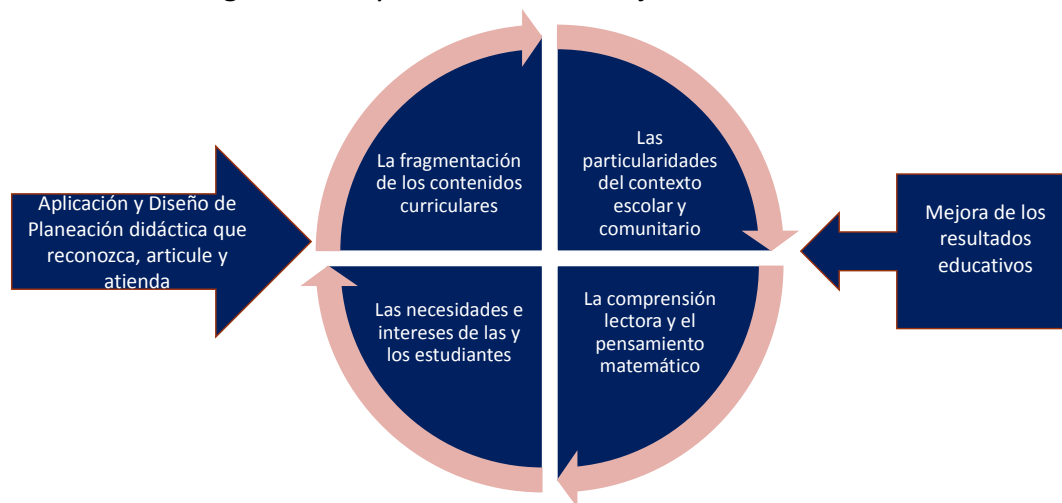 La fragmentación
de los contenidos
curriculares
Las
particularidades
del contexto
escolar y
comunitario
Aplicación y Diseño de
Planeación didáctica que
reconozca, articule y
atienda
Mejora de los
resultados
educativos
Las necesidades e
intereses de las y
los estudiantes
La comprensión
lectora y el
pensamiento
matemático